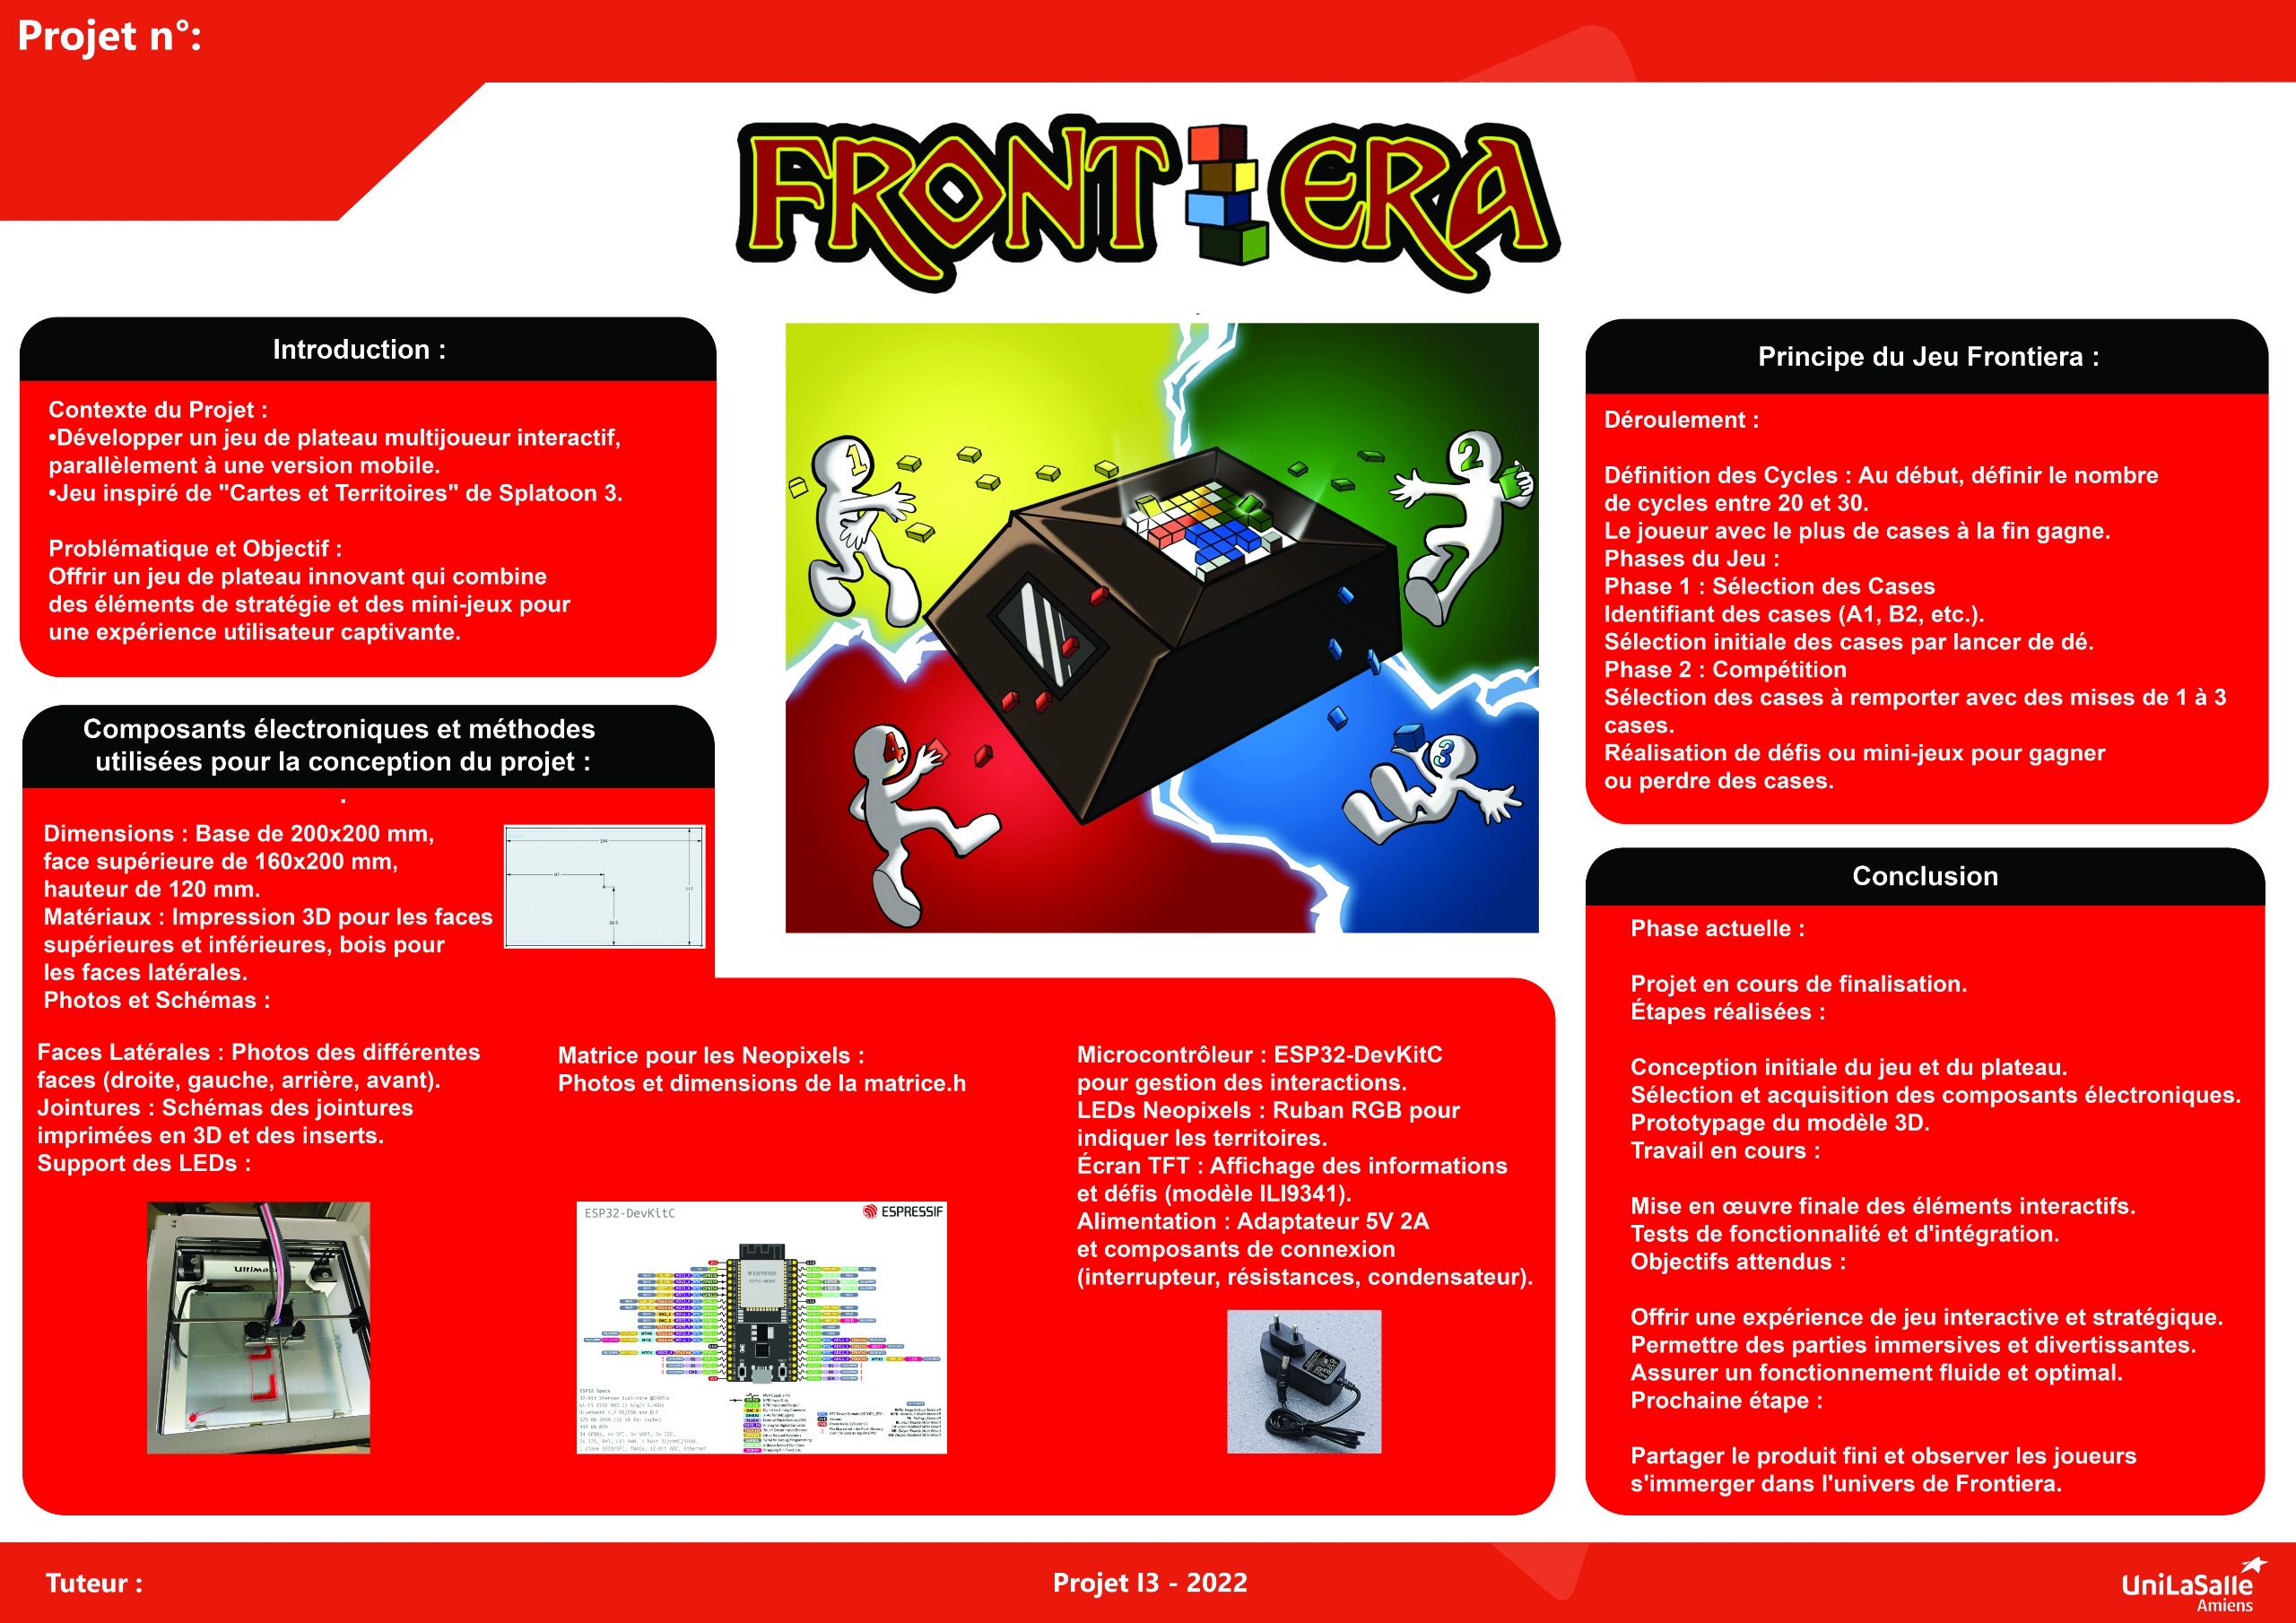 Projet n°:
FRONTIERA
Introduction :
Contexte du Projet :
•Développer un jeu de plateau multijoueur interactif,
parallèlement à une version mobile.
•Jeu inspiré de "Cartes et Territoires" de Splatoon 3.
Problématique et Objectif :
Offrir un jeu de plateau innovant qui combine
des éléments de stratégie et des mini-jeux pour
une expérience utilisateur captivante.
Composants électroniques et méthodes
utilisées pour la conception du projet :
.
Dimensions : Base de 200x200 mm,
face supérieure de 160x200 mm,
hauteur de 120 mm.
Matériaux : Impression 3D pour les faces
supérieures et inférieures, bois pour
les faces latérales.
Photos et Schémas :
Faces Latérales : Photos des différentes
faces (droite, gauche, arrière, avant).
Jointures : Schémas des jointures
imprimées en 3D et des inserts.
Support des LEDs :
Matrice pour les Neopixels :
Photos et dimensions de la matrice.h
ESP32-DevKitC
ESPRESSIF
ESP32 Specs
Microcontrôleur : ESP32-DevKitC
pour gestion des interactions.
LEDs Neopixels : Ruban RGB pour
indiquer les territoires.
Écran TFT : Affichage des informations
et défis (modèle ILI9341).
Alimentation : Adaptateur 5V 2A
et composants de connexion
(interrupteur, résistances, condensateur).
1
2
3
4
Principe du Jeu Frontiera :
Déroulement :
Définition des Cycles : Au début, définir le nombre
de cycles entre 20 et 30.
Le joueur avec le plus de cases à la fin gagne.
Phases du Jeu :
Phase 1 : Sélection des Cases
Identifiant des cases (A1, B2, etc.).
Sélection initiale des cases par lancer de dé.
Phase 2 : Compétition
Sélection des cases à remporter avec des mises de 1 à 3
cases.
Réalisation de défis ou mini-jeux pour gagner
ou perdre des cases.
Conclusion
Phase actuelle :
Projet en cours de finalisation.
Étapes réalisées :
Conception initiale du jeu et du plateau.
Sélection et acquisition des composants électroniques.
Prototypage du modèle 3D.
Travail en cours :
Mise en œuvre finale des éléments interactifs.
Tests de fonctionnalité et d'intégration.
Objectifs attendus :
Offrir une expérience de jeu interactive et stratégique.
Permettre des parties immersives et divertissantes.
Assurer un fonctionnement fluide et optimal.
Prochaine étape :
Partager le produit fini et observer les joueurs
s'immerger dans l'univers de Frontiera.
Tuteur :
Projet I3 - 2022
UniLaSalle
Amiens